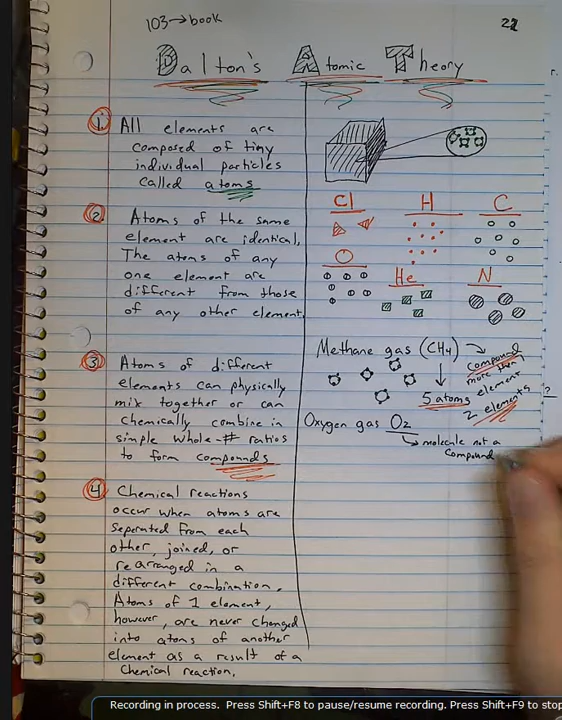 103→book
22
Dalton's Atomic Theory
1 All elements are
composed of tiny
individual particles
called atoms
2 Atoms of the same
element are identical,
The atoms of any
one element are
different from those
of any other element,
3 Atoms of different
elements can physically
mix together or can
chemically combine in
simple whole-# ratios
to form compounds
4 Chemical reactions
occur when atoms are
seperated from each
other, joined, or
rearranged in a
different combination.
Atoms of 1 element,
however, are never changed
into atoms of another
element as a result of a
Chemical reaction.
Cl H C
O He N
Methane gas (CH4) → Compound
more than 1
element
5 atoms
2 elements
Oxygen gas O2
→ molecule not a
Compound
Recording in process. Press Shift+F8 to pause/resume recording. Press Shift+F9 to stop